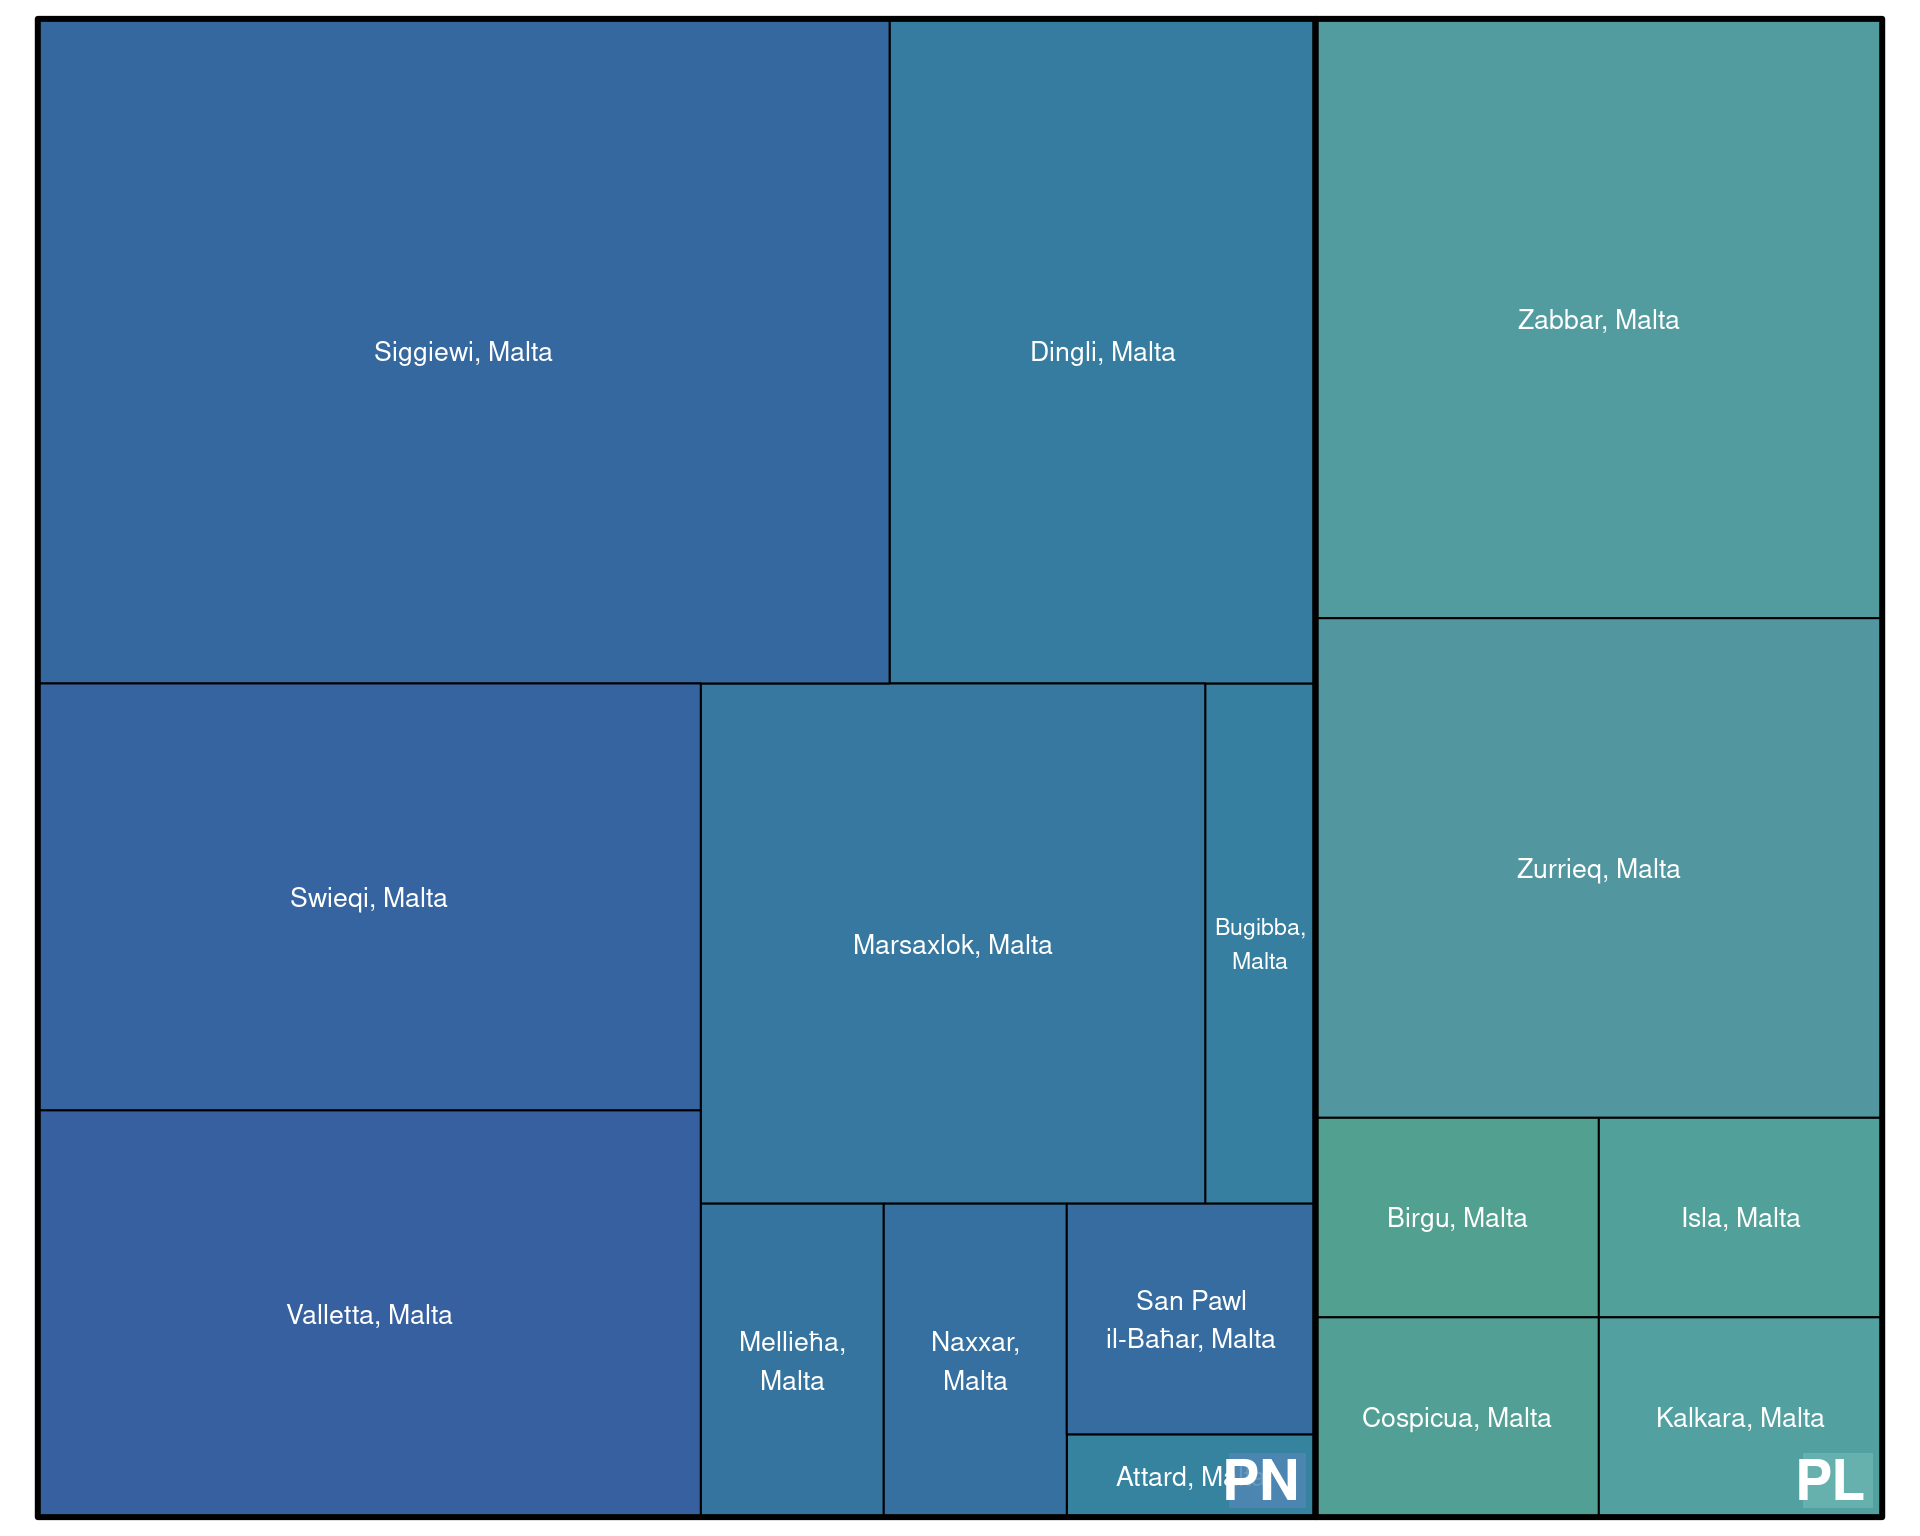 Siggiewi, Malta
Dingli, Malta
Zabbar, Malta
Zurrieq, Malta
Swieqi, Malta
Marsaxlok, Malta
Bugibba,
Malta
Valletta, Malta
Mellieħa,
Malta
Naxxar,
Malta
San Pawl
il-Baħar, Malta
Attard,
PN
Birgu, Malta
Isla, Malta
Cospicua, Malta
Kalkara, Malta
PL